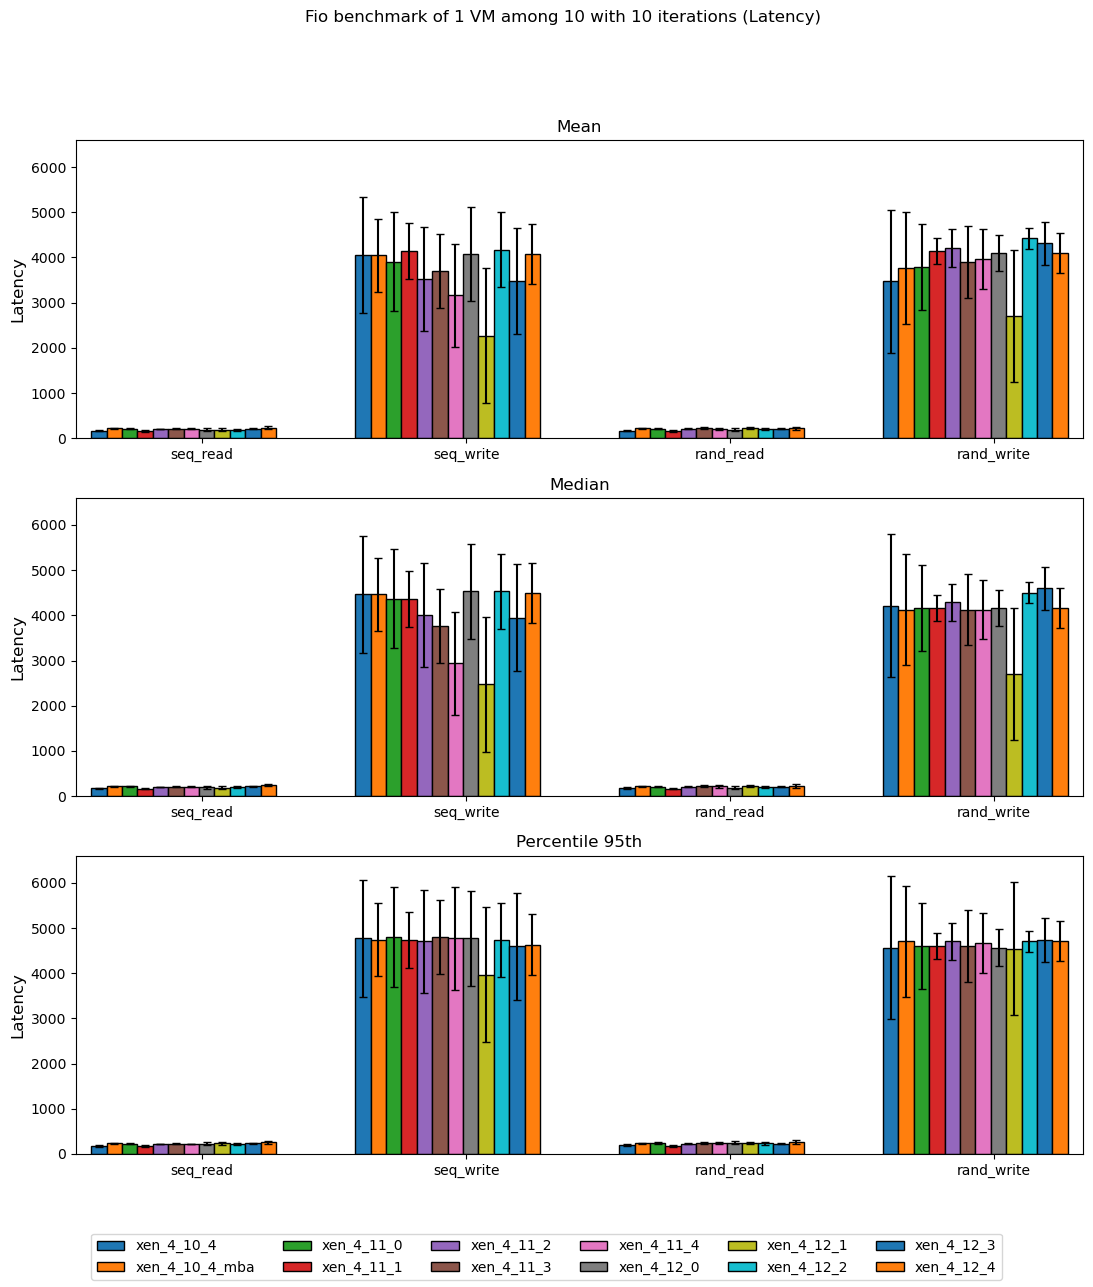 Fio benchmark of 1 VM among 10 with 10 iterations (Latency)
Mean
6000
5000
4000
3000
2000
1000
0
Latency
seq_read seq_write rand_read rand_write
Median
6000
5000
4000
3000
2000
1000
0
Latency
seq_read seq_write rand_read rand_write
Percentile 95th
6000
5000
4000
3000
2000
1000
0
Latency
seq_read seq_write rand_read rand_write
xen_4_10_4 xen_4_11_0 xen_4_11_2 xen_4_11_4 xen_4_12_1 xen_4_12_3
xen_4_10_4_mba xen_4_11_1 xen_4_11_3 xen_4_12_0 xen_4_12_2 xen_4_12_4